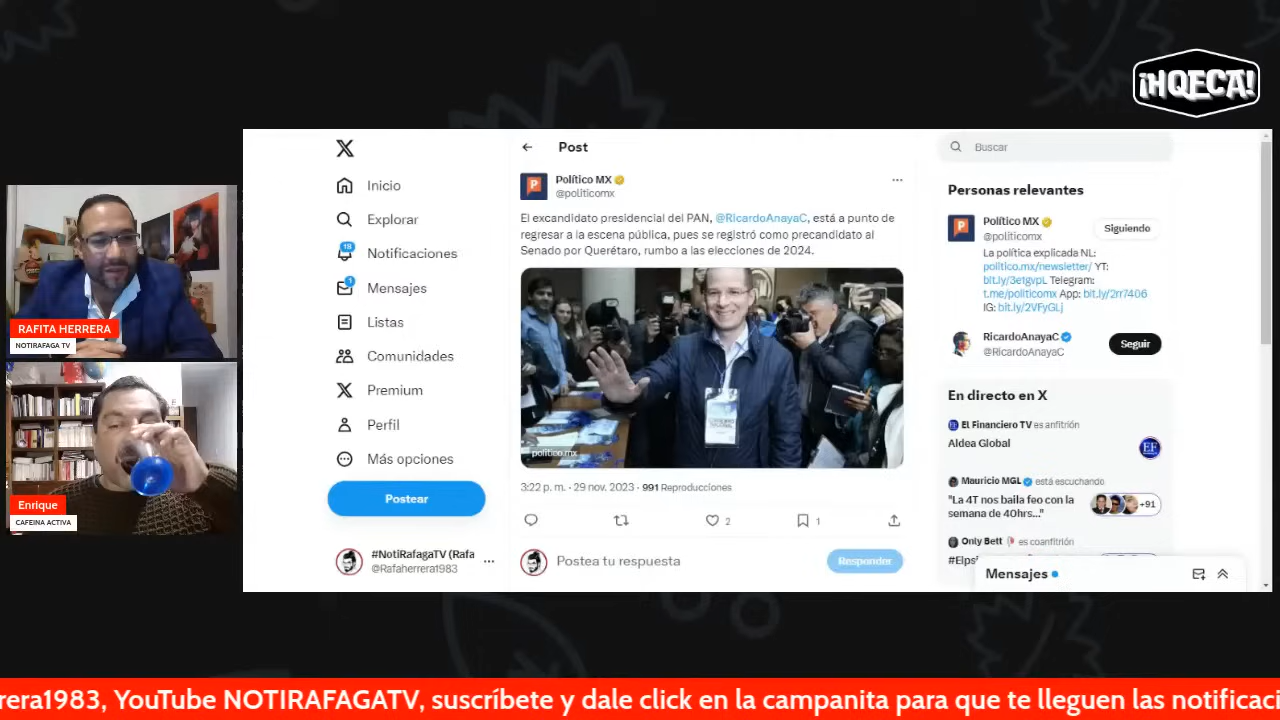 ¡HQECA!
RAFITA HERRERA
NOTIRAFAGA TV
Enrique
CAFEINA ACTIVA
Inicio
Explorar
18
Notificaciones
1
Mensajes
Listas
Comunidades
Premium
Perfil
Más opciones
Postear
#NotiRafagaTV (Rafa
@Rafaherrera1983
Post
Político MX
@politicomx
El excandidato presidencial del PAN, @RicardoAnayaC, está a punto de
regresar a la escena pública, pues se registró como precandidato al
Senado por Querétaro, rumbo a las elecciones de 2024.
politico.mx
3:22 p. m. · 29 nov. 2023 · 991 Reproducciones
2
1
Postea tu respuesta
Responder
Buscar
Personas relevantes
Político MX
@politicomx
Siguiendo
La política explicada NL:
politico.mx/newsletter/ YT:
bit.ly/3etgvpL Telegram:
t.me/politicomx App: bit.ly/2rr7406
IG: bit.ly/2VFyGLj
RicardoAnayaC
@RicardoAnayaC
Seguir
En directo en X
El Financiero TV es anfitrión
Aldea Global
EF
Mauricio MGL está escuchando
"La 4T nos baila feo con la
semana de 40hrs..."
+91
Only Bett es coanfitrión
Mensajes
rera1983, YouTube NOTIRAFAGATV, suscríbete y dale click en la campanita para que te lleguen las notificaci